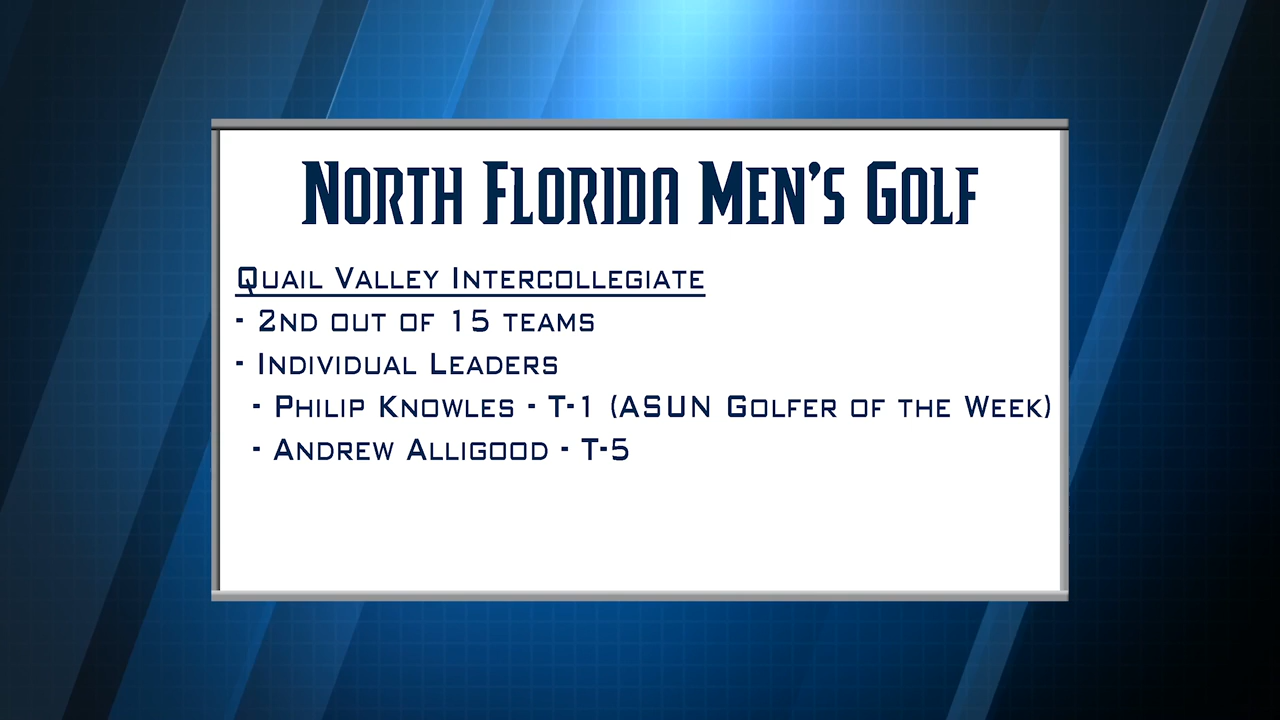 North Florida Men's Golf
Quail Valley Intercollegiate
- 2nd out of 15 teams
- Individual Leaders
- Philip Knowles - T-1 (ASUN Golfer of the Week)
- Andrew Alligood - T-5